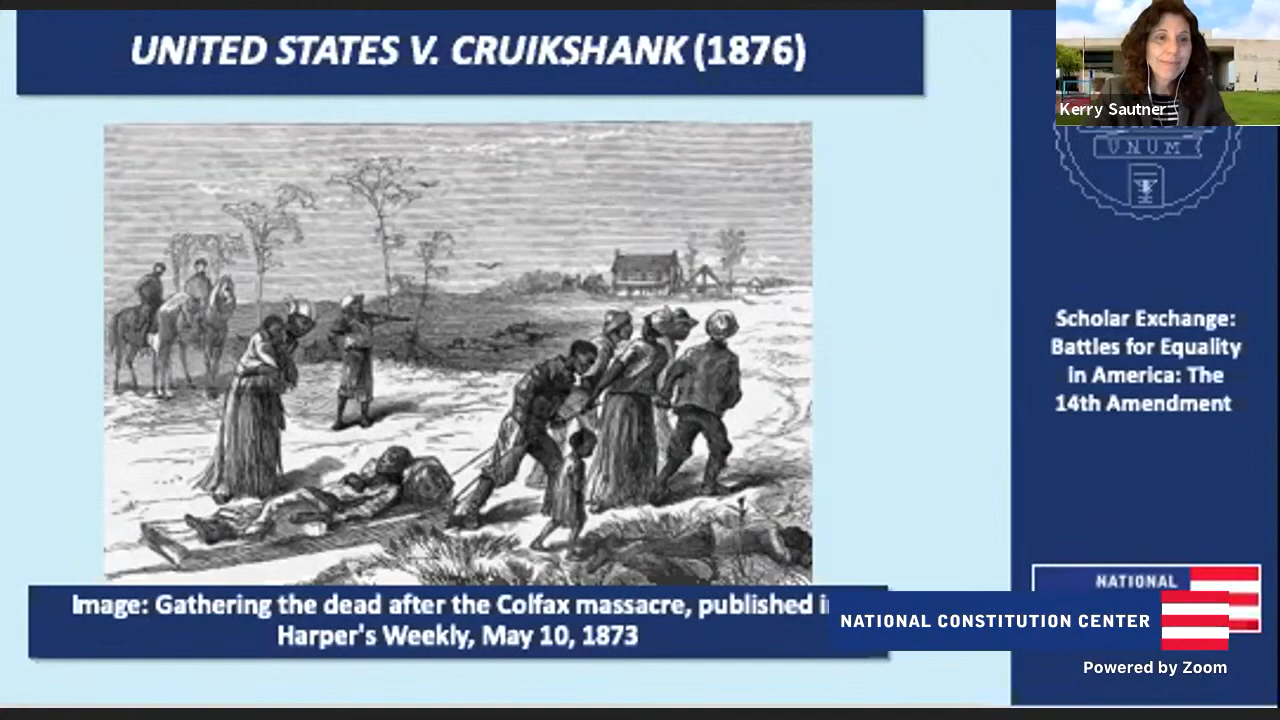 UNITED STATES V. CRUIKSHANK (1876)
Kerry Sautner
UNUM
Scholar Exchange:
Battles for Equality
in America: The
14th Amendment
Image: Gathering the dead after the Colfax massacre, published
Harper's Weekly, May 10, 1873
NATIONAL
NATIONAL CONSTITUTION CENTER
Powered by Zoom